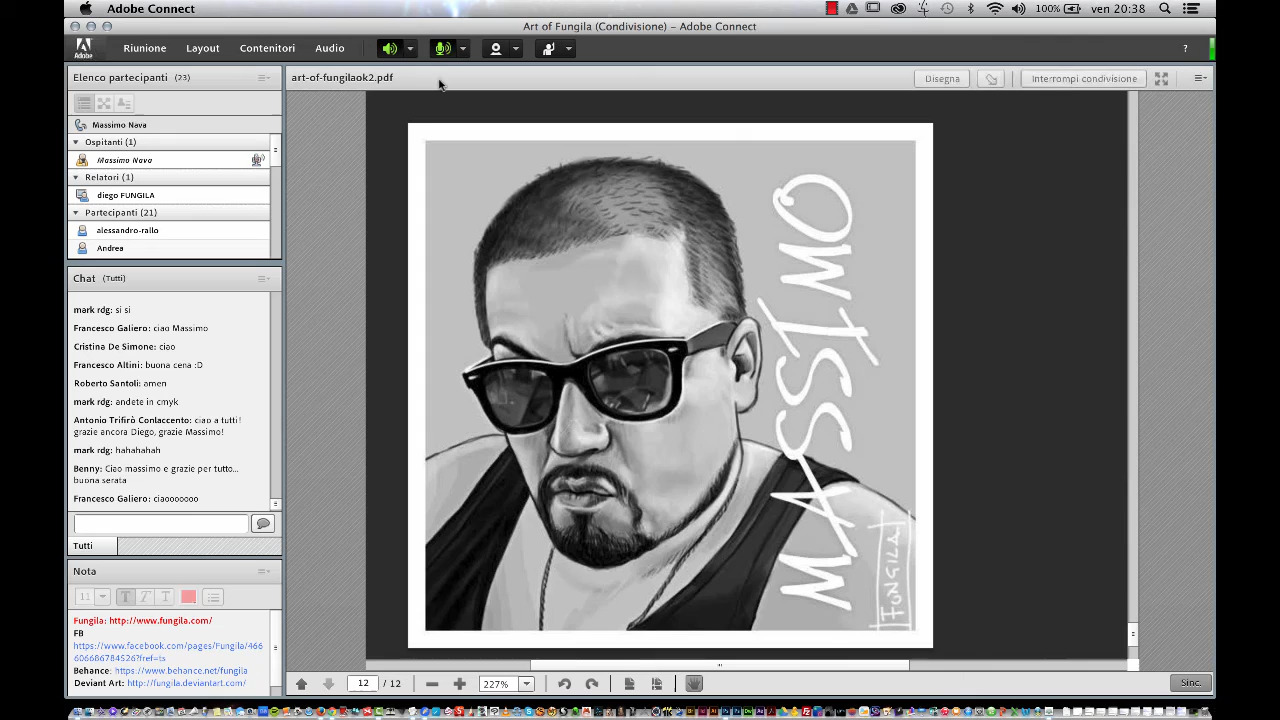 Adobe Connect
100%
ven 20:38
Art of Fungila (Condivisione) – Adobe Connect
Adobe
Riunione
Layout
Contenitori
Audio
?
Elenco partecipanti (23)
art-of-fungilaok2.pdf
Disegna
Interrompi condivisione
Massimo Nava
Ospitanti (1)
Massimo Nava
Relatori (1)
diego FUNGILA
Partecipanti (21)
alessandro-rallo
Andrea
Chat (Tutti)
mark rdg: si si
Francesco Galiero: ciao Massimo
Cristina De Simone: ciao
Francesco Altini: buona cena :D
Roberto Santoli: amen
mark rdg: andete in cmyk
Antonio Trifirò Conlaccento: ciao a tutti!
grazie ancora Diego, grazie Massimo!
mark rdg: hahahahah
Benny: Ciao massimo e grazie per tutto...
buona serata
Francesco Galiero: ciaooooooo
Tutti
Nota
11
T T T
Fungila: http://www.fungila.com/
FB
https://www.facebook.com/pages/Fungila/466
606686784526?fref=ts
Behance: https://www.behance.net/fungila
Deviant Art: http://fungila.deviantart.com/
MASSIMO
FUNGILA
12 / 12
227%
Sinc.